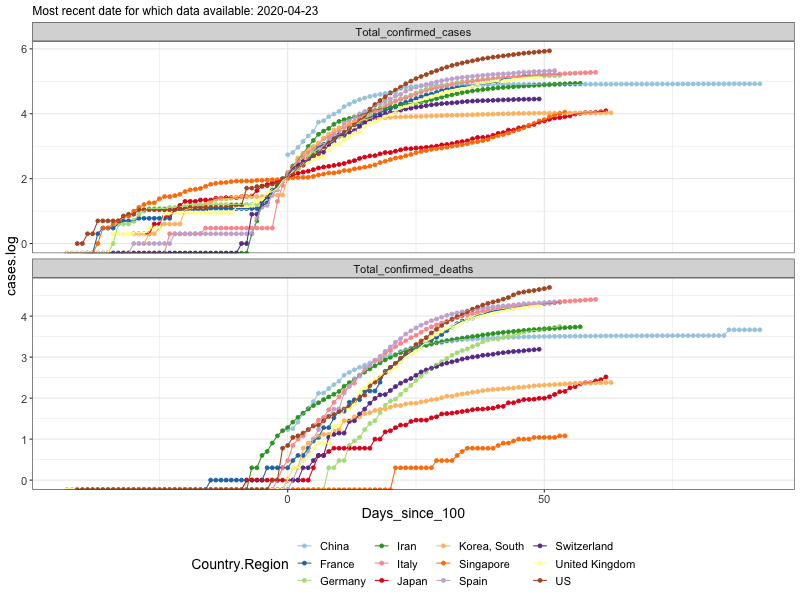 Most recent date for which data available: 2020-04-23
Total_confirmed_cases
6
4
2
0
cases.log
Total_confirmed_deaths
4
3
2
1
0
0 50
Days_since_100
Country.Region
China Iran Korea, South Switzerland
France Italy Singapore United Kingdom
Germany Japan Spain US